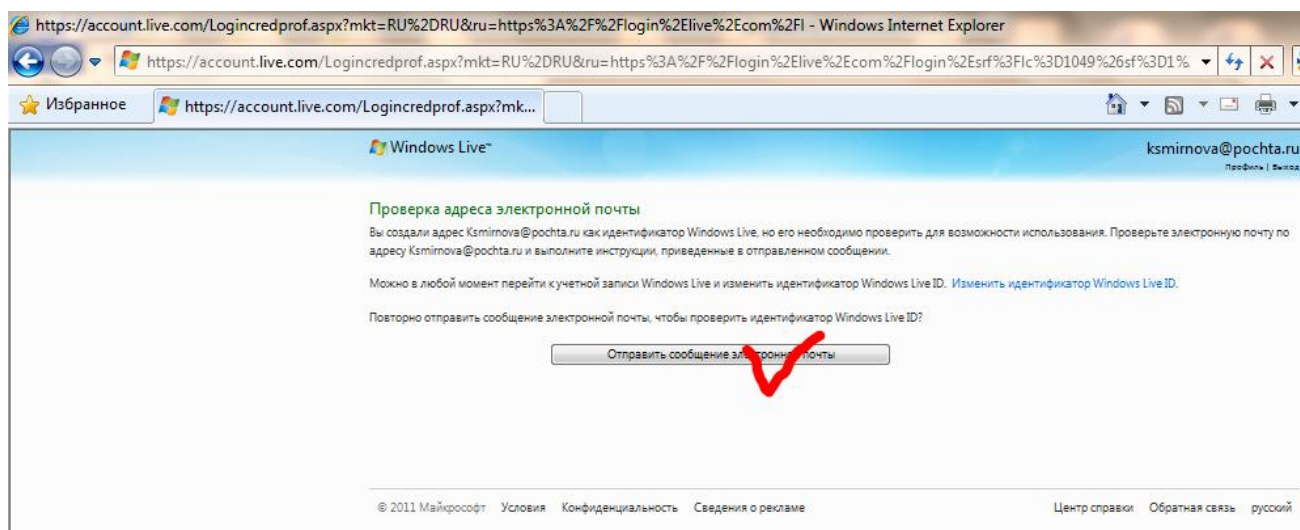 https://account.live.com/Logincredprof.aspx?mkt=RU%2DRU&ru=https%3A%2F%2Flogin%2Elive%2Ecom%2Fl - Windows Internet Explorer
https://account.live.com/Logincredprof.aspx?mkt=RU%2DRU&ru=https%3A%2F%2Flogin%2Elive%2Ecom%2Flogin%2Esrf%3Flc%3D1049%26sf%3D1%
Избранное https://account.live.com/Logincredprof.aspx?mk...
Windows Live™ ksmirnova@pochta.ru
Профиль | Выход
Проверка адреса электронной почты
Вы создали адрес Ksmirnova@pochta.ru как идентификатор Windows Live, но его необходимо проверить для возможности использования. Проверьте электронную почту по
адресу Ksmirnova@pochta.ru и выполните инструкции, приведенные в отправленном сообщении.
Можно в любой момент перейти к учетной записи Windows Live и изменить идентификатор Windows Live ID. Изменить идентификатор Windows Live ID.
Повторно отправить сообщение электронной почты, чтобы проверить идентификатор Windows Live ID?
Отправить сообщение электронной почты
© 2011 Майкрософт Условия Конфиденциальность Сведения о рекламе Центр справки Обратная связь русский